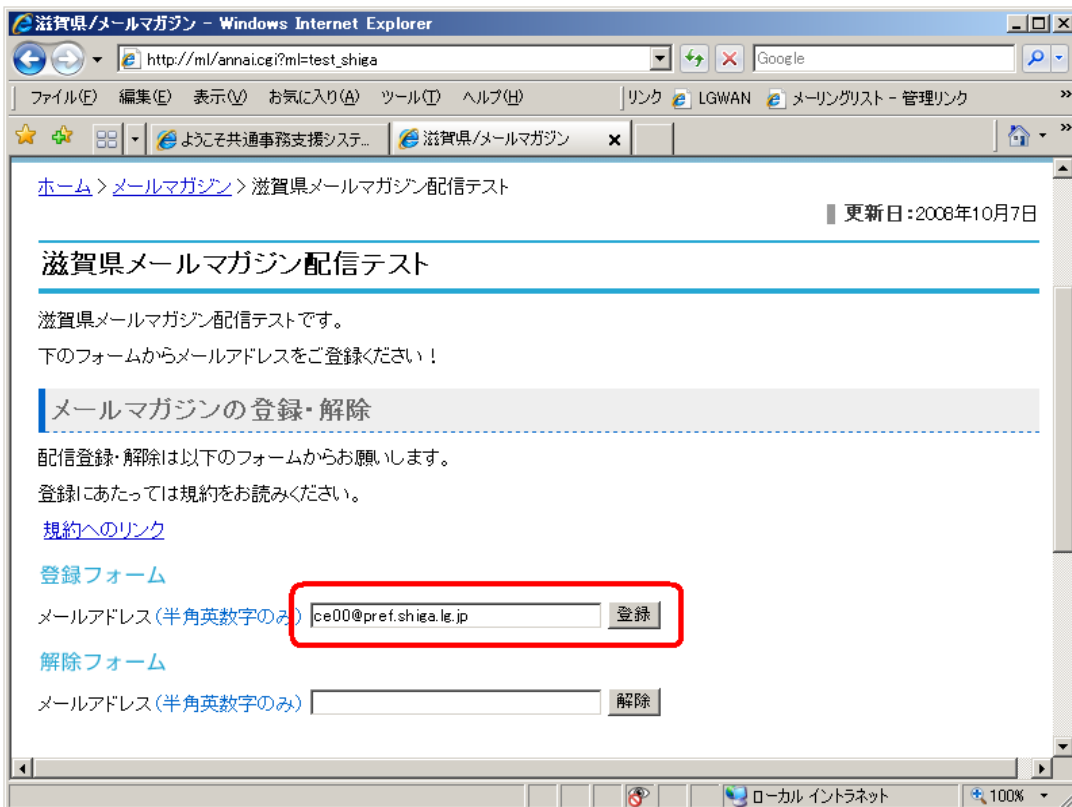 滋賀県/メールマガジン - Windows Internet Explorer
http://ml/annai.cgi?ml=test_shiga
Google
ファイル(F) 編集(E) 表示(V) お気に入り(A) ツール(T) ヘルプ(H)
リンク LGWAN メーリングリスト - 管理リンク
ようこそ共通事務支援システ...
滋賀県/メールマガジン
ホーム > メールマガジン > 滋賀県メールマガジン配信テスト
更新日:2008年10月7日
滋賀県メールマガジン配信テスト
滋賀県メールマガジン配信テストです。
下のフォームからメールアドレスをご登録ください!
メールマガジンの登録・解除
配信登録・解除は以下のフォームからお願いします。
登録にあたっては規約をお読みください。
規約へのリンク
登録フォーム
メールアドレス(半角英数字のみ) ce00@pref.shiga.lg.jp 登録
解除フォーム
メールアドレス(半角英数字のみ) 解除
ローカル イントラネット
100%